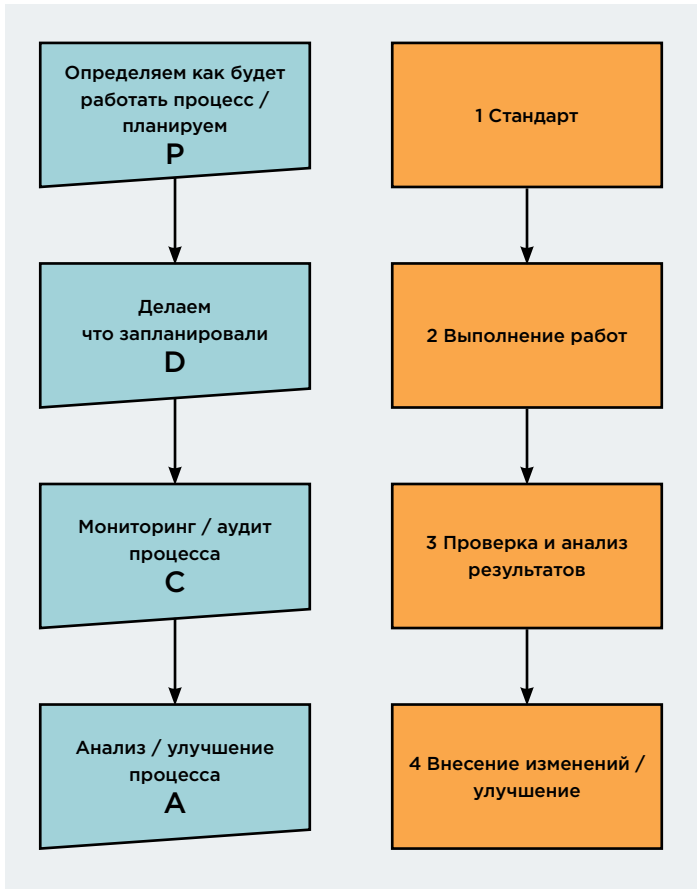 Определяем как будет
работать процесс /
планируем
P
1 Стандарт
Делаем
что запланировали
D
2 Выполнение работ
Мониторинг / аудит
процесса
C
3 Проверка и анализ
результатов
Анализ / улучшение
процесса
A
4 Внесение изменений /
улучшение